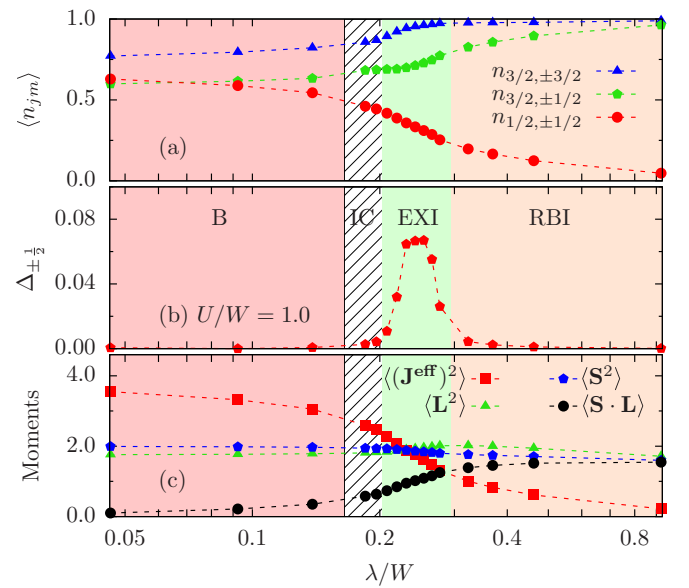 1.0
0.5
0.0
⟨n_{jm}⟩
n_{3/2,±3/2}
n_{3/2,±1/2}
n_{1/2,±1/2}
(a)
B IC EXI RBI
0.08
0.04
0.00
Δ_{±1/2}
(b) U/W = 1.0
4.0
2.0
0.0
Moments
⟨(J^{eff})^2⟩ ⟨S^2⟩
⟨L^2⟩ ⟨S · L⟩
(c)
0.05 0.1 0.2 0.4 0.8
λ/W